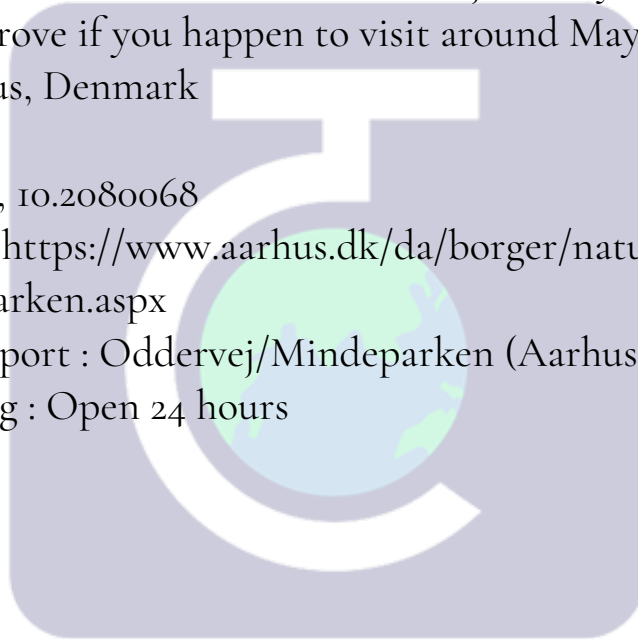 rove if you happen to visit around May
us, Denmark
, 10.2080068
https://www.aarhus.dk/da/borger/natu
arken.aspx
port : Oddervej/Mindeparken (Aarhus
g : Open 24 hours